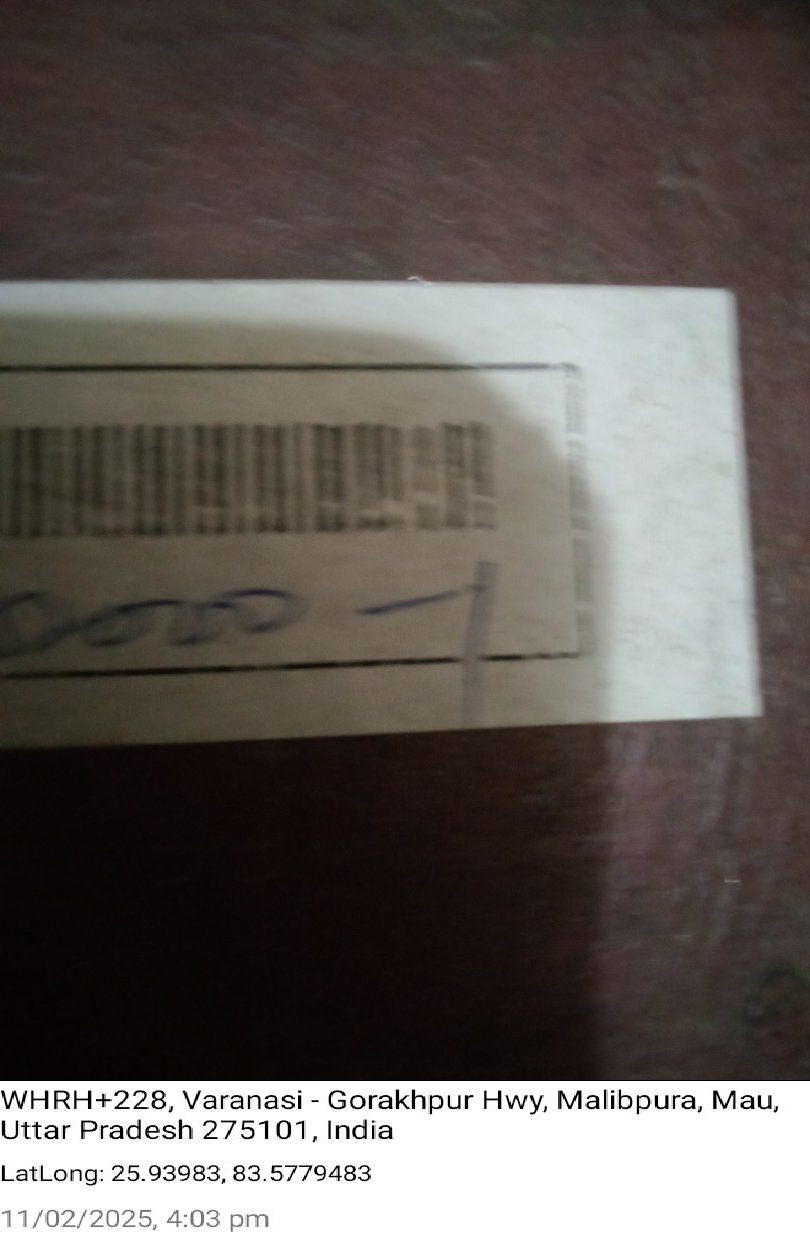 WHRH+228, Varanasi - Gorakhpur Hwy, Malibpura, Mau,
Uttar Pradesh 275101, India
LatLong: 25.93983, 83.5779483
11/02/2025, 4:03 pm